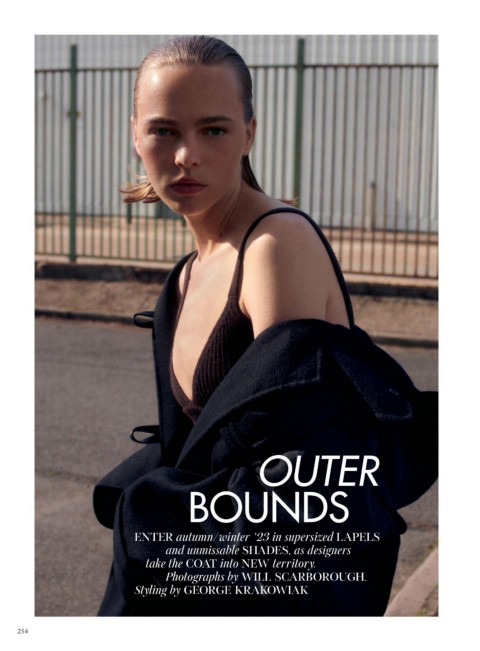 OUTER
BOUNDS
ENTER autumn/winter '23 in supersized LAPELS
and unmissable SHADES, as designers
take the COAT into NEW territory.
Photographs by WILL SCARBOROUGH.
Styling by GEORGE KRAKOWIAK
254